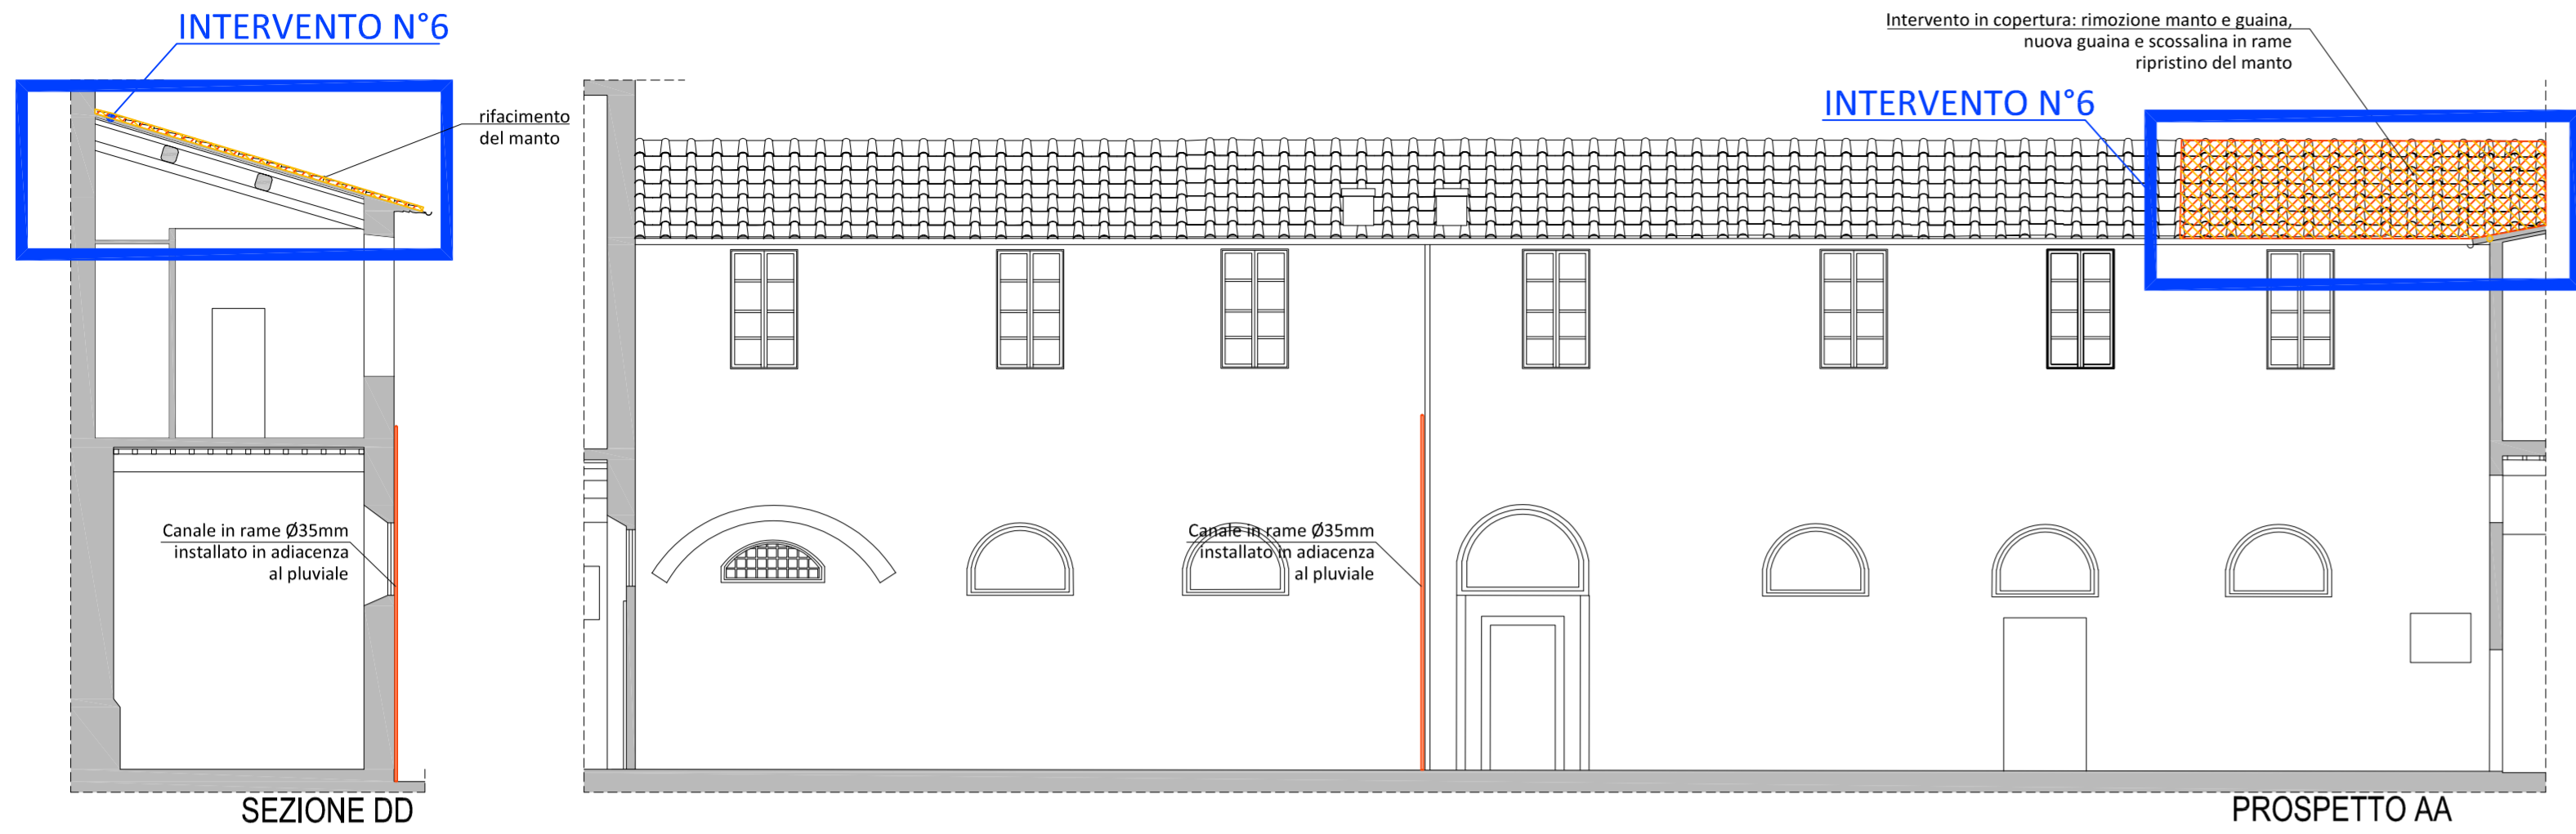 INTERVENTO N°6
rifacimento
del manto
Canale in rame Ø35mm
installato in adiacenza
al pluviale
SEZIONE DD
Intervento in copertura: rimozione manto e guaina,
nuova guaina e scossalina in rame
ripristino del manto
INTERVENTO N°6
Canale in rame Ø35mm
installato in adiacenza
al pluviale
PROSPETTO AA